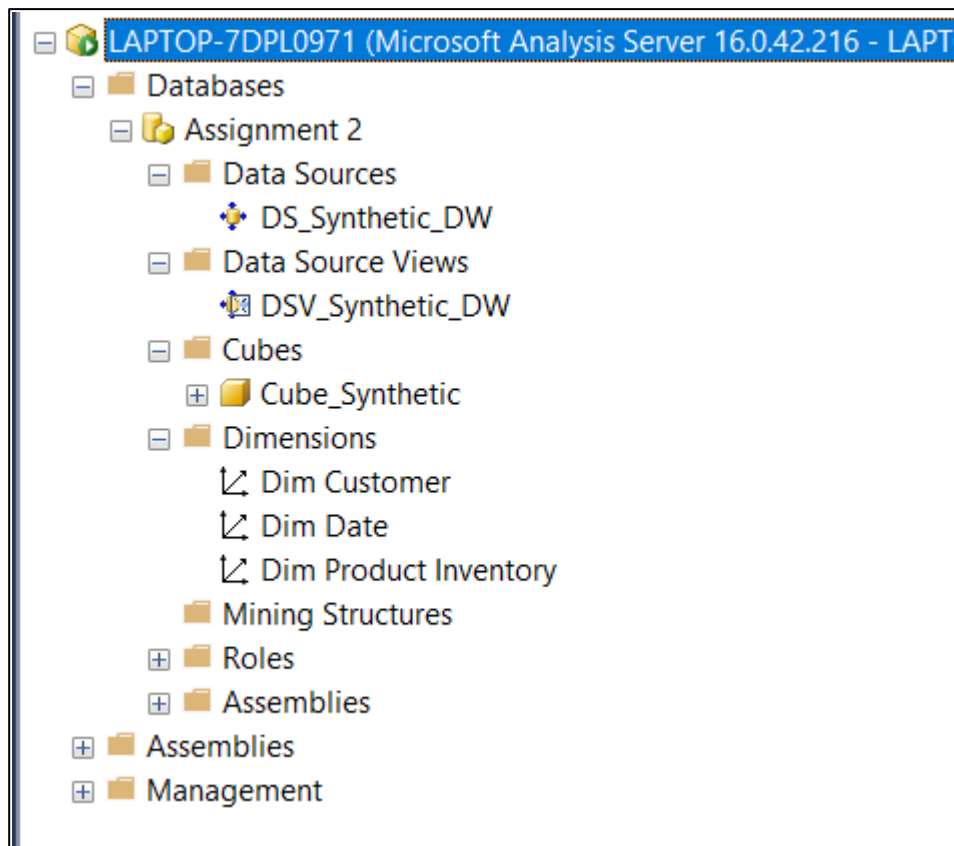 LAPTOP-7DPL0971 (Microsoft Analysis Server 16.0.42.216 - LAPT
Databases
Assignment 2
Data Sources
DS_Synthetic_DW
Data Source Views
DSV_Synthetic_DW
Cubes
Cube_Synthetic
Dimensions
Dim Customer
Dim Date
Dim Product Inventory
Mining Structures
Roles
Assemblies
Assemblies
Management